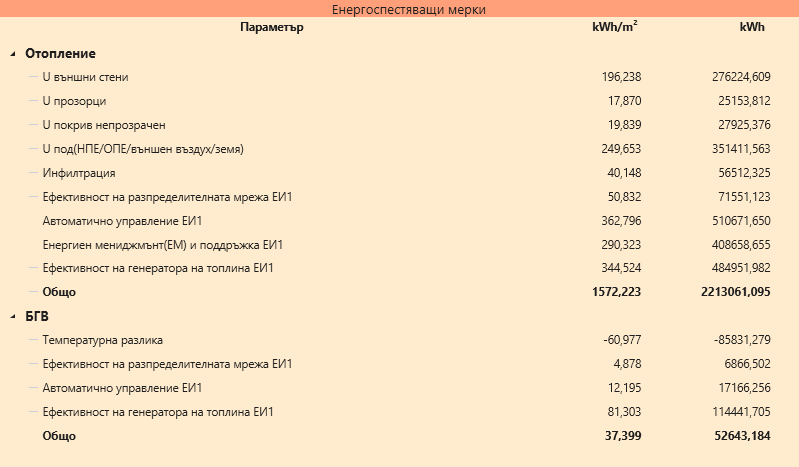 Енергоспестяващи мерки
Параметър kWh/m² kWh
Отопление
U външни стени 196,238 276224,609
U прозорци 17,870 25153,812
U покрив непрозрачен 19,839 27925,376
U под(НПЕ/ОПЕ/външен въздух/земя) 249,653 351411,563
Инфилтрация 40,148 56512,325
Ефективност на разпределителната мрежа ЕИ1 50,832 71551,123
Автоматично управление ЕИ1 362,796 510671,650
Енергиен мениджмънт(ЕМ) и поддръжка ЕИ1 290,323 408658,655
Ефективност на генератора на топлина ЕИ1 344,524 484951,982
Общо 1572,223 2213061,095
БГВ
Температурна разлика -60,977 -85831,279
Ефективност на разпределителната мрежа ЕИ1 4,878 6866,502
Автоматично управление ЕИ1 12,195 17166,256
Ефективност на генератора на топлина ЕИ1 81,303 114441,705
Общо 37,399 52643,184